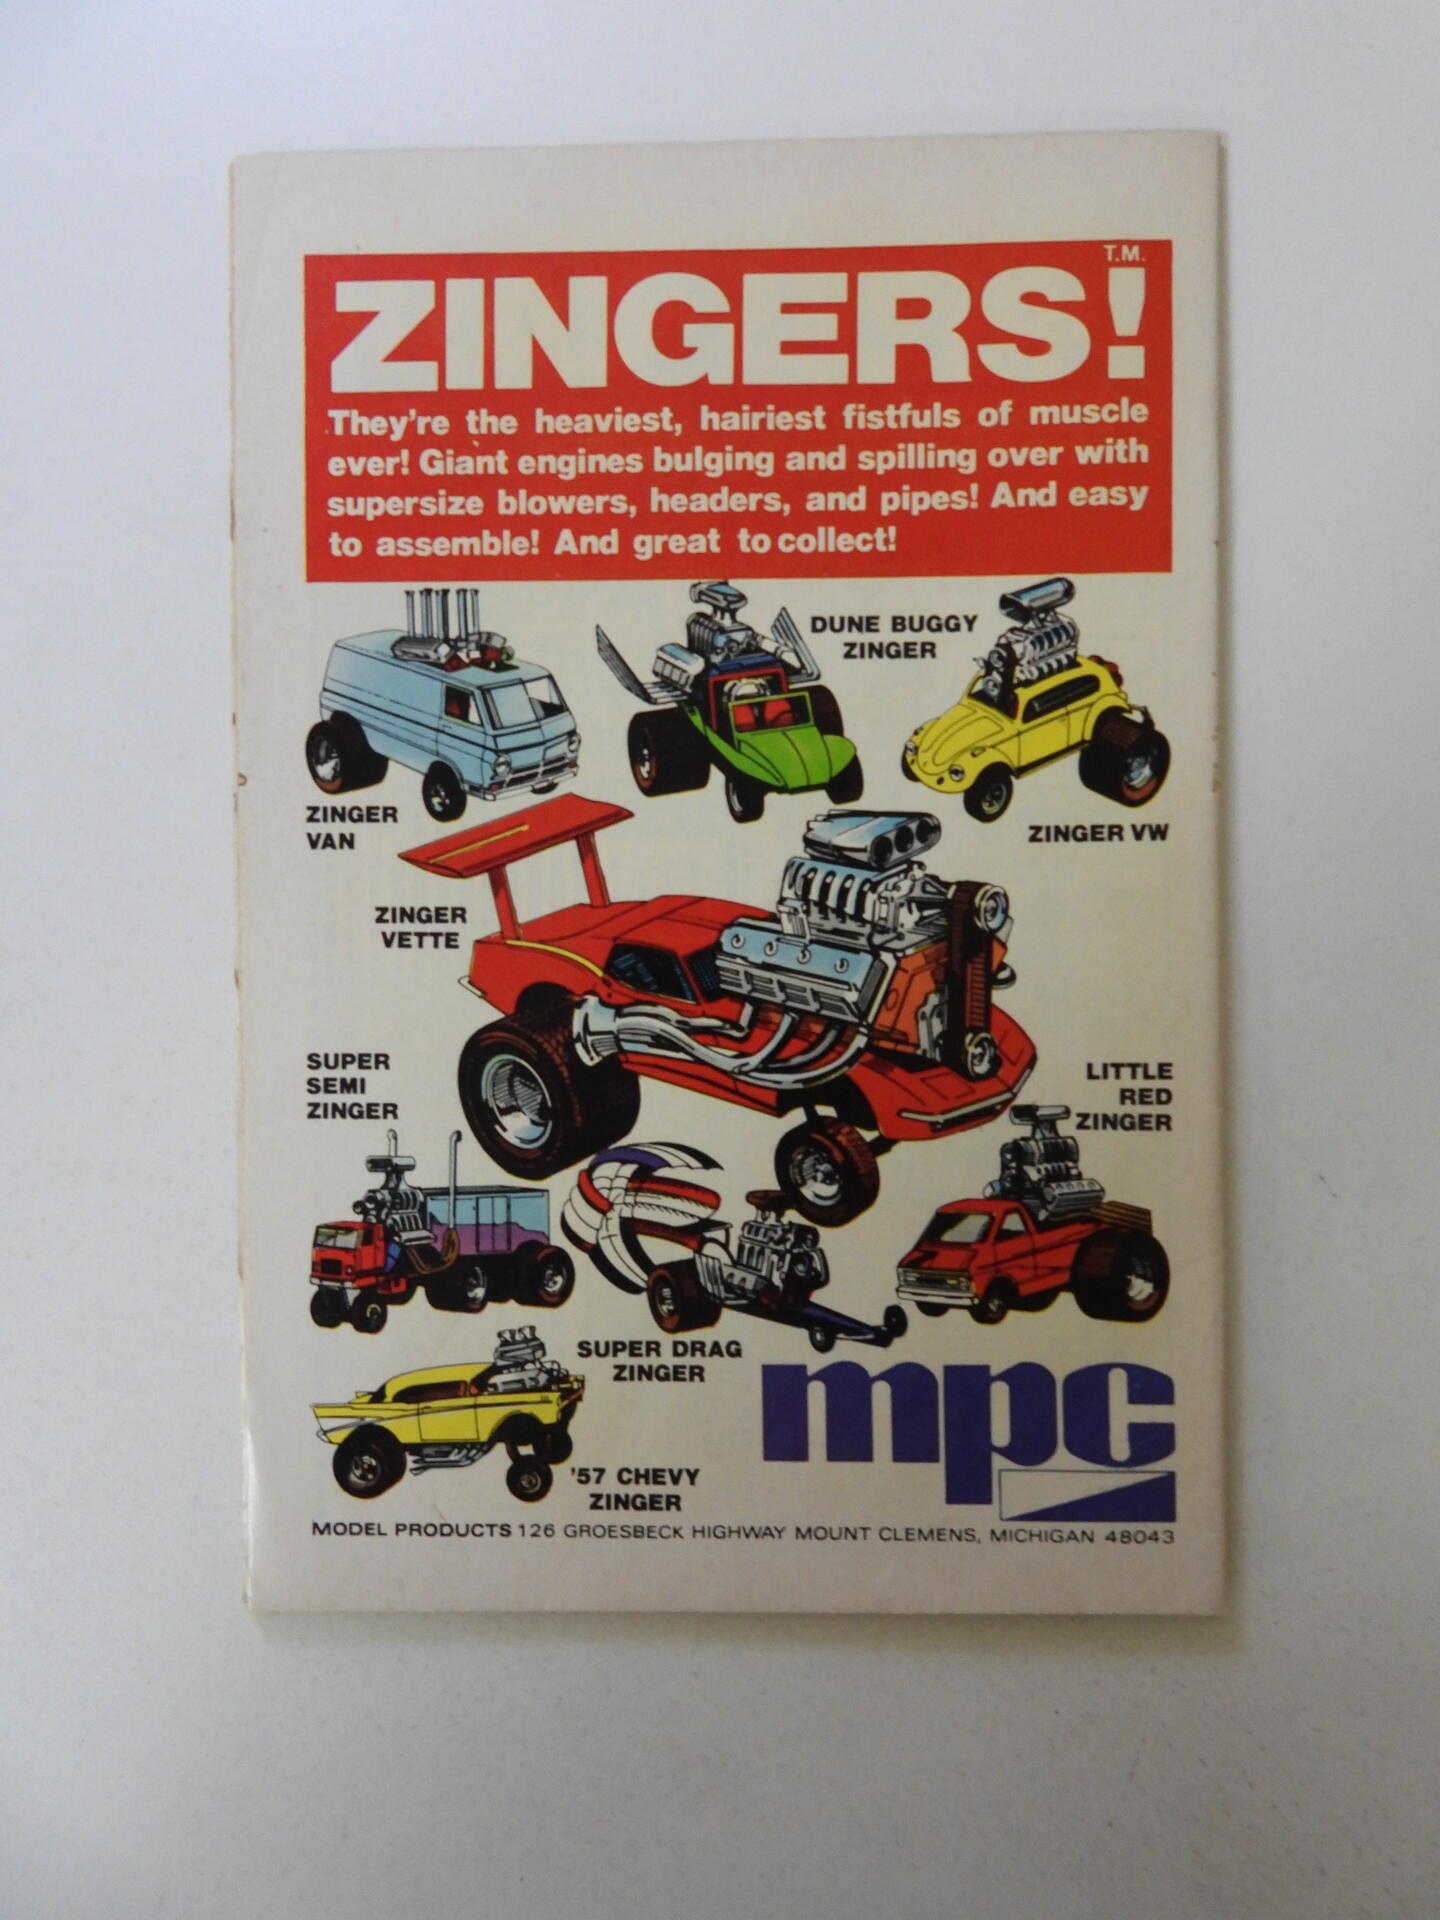 ZINGERS! T.M.
They're the heaviest, hairiest fistfuls of muscle
ever! Giant engines bulging and spilling over with
supersize blowers, headers, and pipes! And easy
to assemble! And great to collect!
DUNE BUGGY
ZINGER
ZINGER
VAN
ZINGER VW
ZINGER
VETTE
SUPER
SEMI
ZINGER
LITTLE
RED
ZINGER
SUPER DRAG
ZINGER
'57 CHEVY
ZINGER
mpc
MODEL PRODUCTS 126 GROESBECK HIGHWAY MOUNT CLEMENS, MICHIGAN 48043